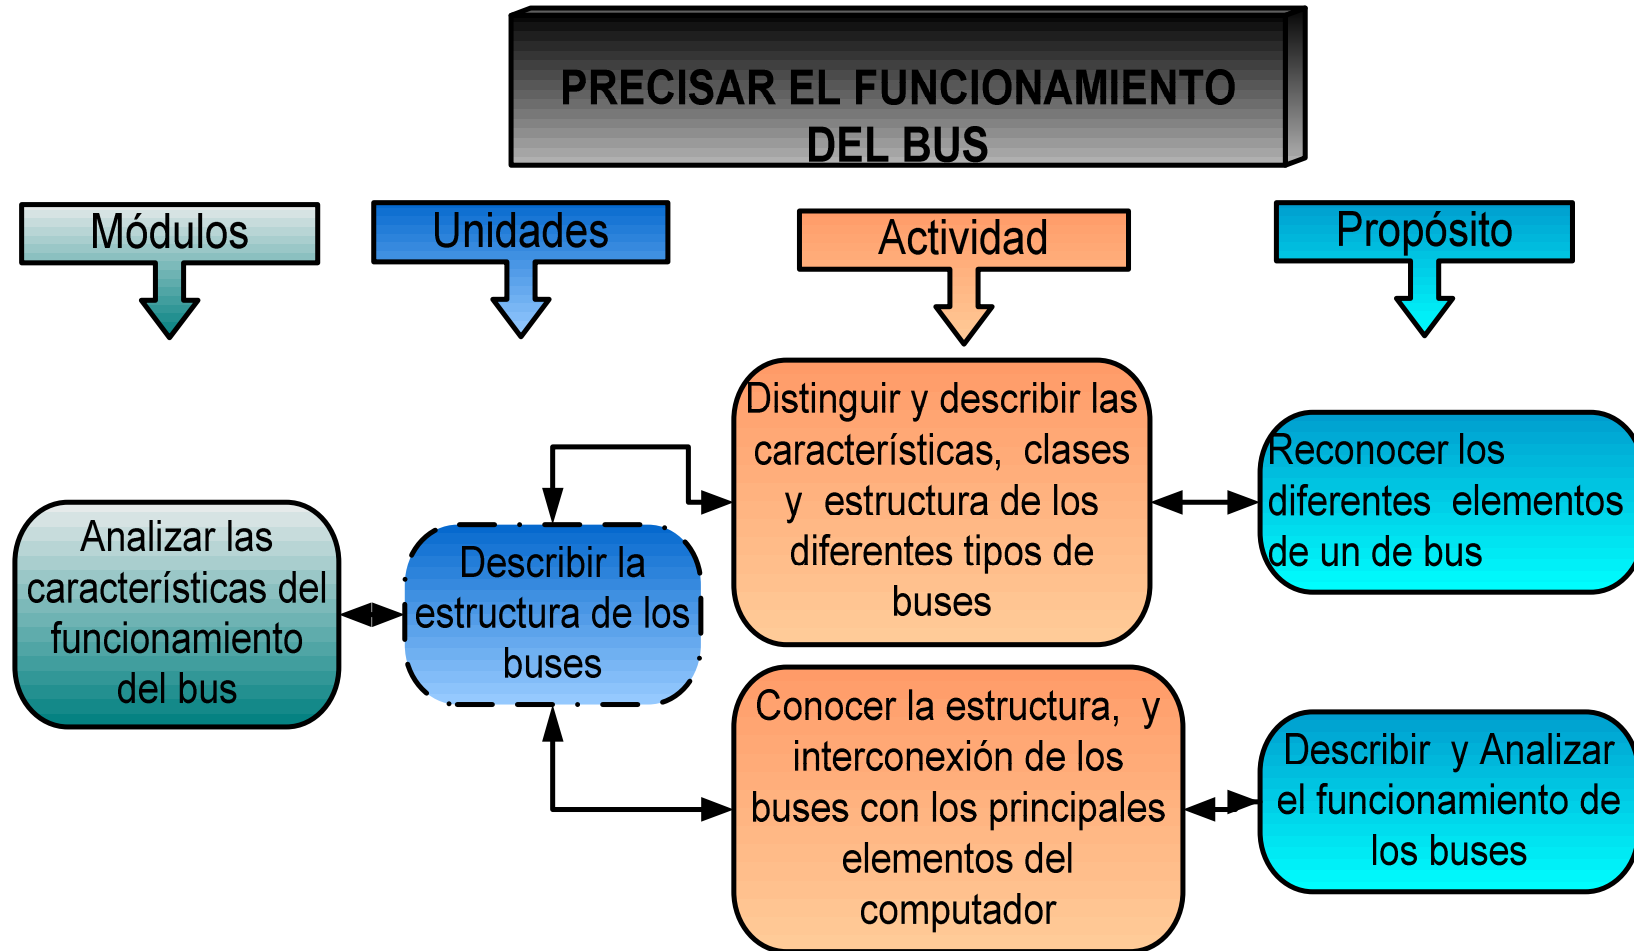 PRECISAR EL FUNCIONAMIENTO
DEL BUS
Módulos
Unidades
Actividad
Propósito
Analizar las
características del
funcionamiento
del bus
Describir la
estructura de los
buses
Distinguir y describir las
características, clases
y estructura de los
diferentes tipos de
buses
Reconocer los
diferentes elementos
de un de bus
Conocer la estructura, y
interconexión de los
buses con los principales
elementos del
computador
Describir y Analizar
el funcionamiento de
los buses